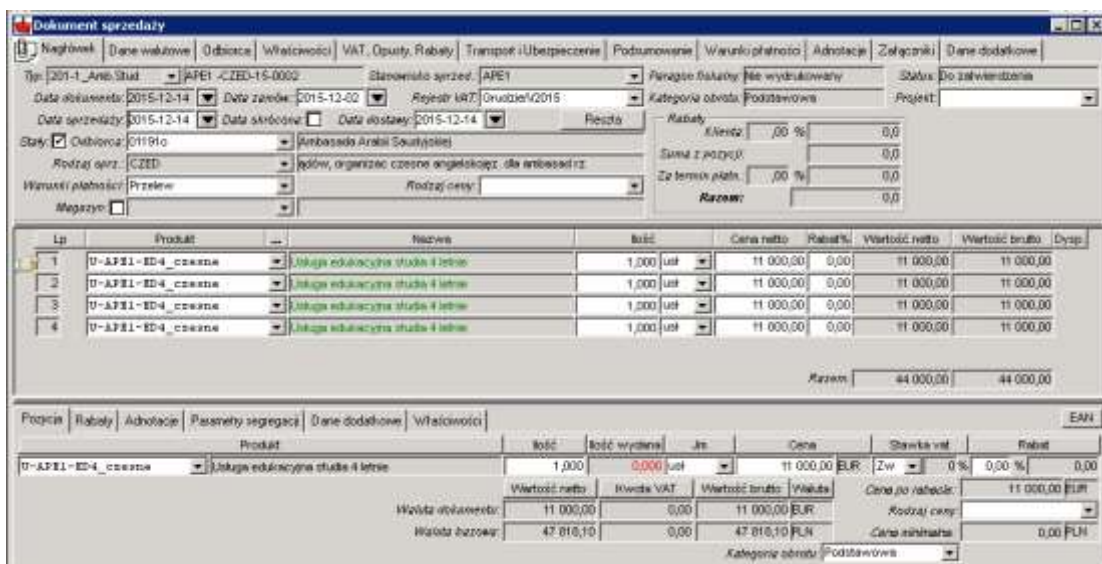 Dokument sprzedaży
Nagłówek Dane walutowe Odbiorca Właściwości VAT, Opusty, Rabaty Transport i Ubezpieczenie Podsumowanie Warunki płatności Adnotacje Załączniki Dane dodatkowe
Typ: 201-1_Amb.Stud APE1 -CZED-15-0002 Stanowisko sprzed.: APE1 Paragon fiskalny: Nie wydrukowany Status: Do zatwierdzenia
Data dokumentu: 2015-12-14 Data zamów.: 2015-12-02 Rejestr VAT: Grudzień/2015 Kategoria obrotu: Podstawowa Projekt:
Data sprzedaży: 2015-12-14 Data skrócona: Data dostawy: 2015-12-14 Reszta Rabaty
Klienta: ,00 % 0,0
Stały: Odbiorca: 01191o Ambasada Arabii Saudyjskiej
Suma z pozycji: 0,0
Rodzaj sprz.: CZED ądów, organizac czesne angielskojęz. dla ambasad rz
Za termin płatn.: ,00 % 0,0
Warunki płatności: Przelew Rodzaj ceny:
Razem: 0,0
Magazyn:
Lp Produkt ... Nazwa Ilość Cena netto Rabat% Wartość netto Wartość brutto Dysp.
1 U-APE1-ED4_czesne Usługa edukacyjna studia 4 letnie 1,000 usł 11 000,00 0,00 11 000,00 11 000,00
2 U-APE1-ED4_czesne Usługa edukacyjna studia 4 letnie 1,000 usł 11 000,00 0,00 11 000,00 11 000,00
3 U-APE1-ED4_czesne Usługa edukacyjna studia 4 letnie 1,000 usł 11 000,00 0,00 11 000,00 11 000,00
4 U-APE1-ED4_czesne Usługa edukacyjna studia 4 letnie 1,000 usł 11 000,00 0,00 11 000,00 11 000,00
Razem: 44 000,00 44 000,00
Pozycja Rabaty Adnotacje Parametry segregacji Dane dodatkowe Właściwości EAN
Produkt Ilość Ilość wydana Jm Cena Stawka vat Rabat
U-APE1-ED4_czesne Usługa edukacyjna studia 4 letnie 1,000 0,000 usł 11 000,00 EUR Zw 0 % 0,00 % 0,00
Wartość netto Kwota VAT Wartość brutto Waluta Cena po rabacie: 11 000,00 EUR
Waluta dokumentu: 11 000,00 0,00 11 000,00 EUR Rodzaj ceny:
Waluta bazowa: 47 818,10 0,00 47 818,10 PLN Cena minimalna: 0,00 PLN
Kategoria obrotu: Podstawowa